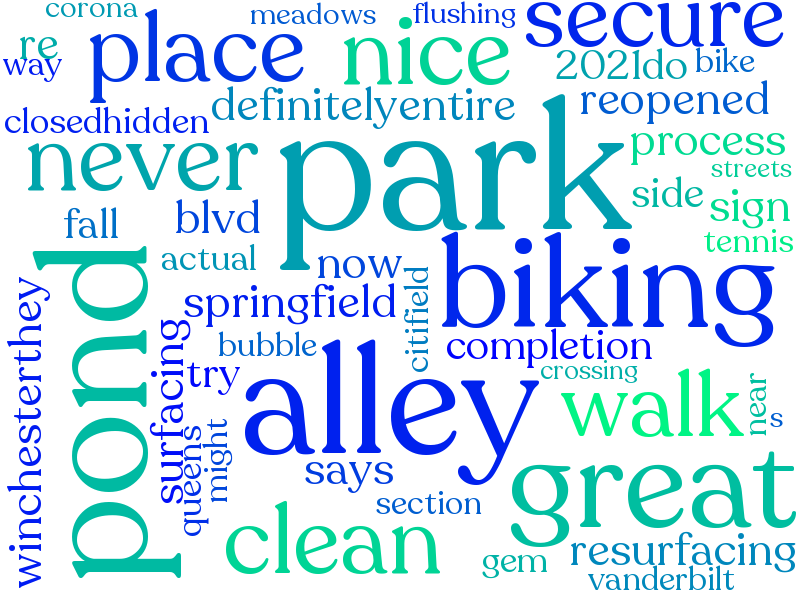 corona
meadows
flushing
secure
re
place
nice
way
2021do
bike
definitelyentire
reopened
closedhidden
park
process
never
streets
side
sign
fall
blvd
tennis
pond
actual
now
biking
citifield
springfield
winchesterthey
surfacing
bubble
completion
try
alley
crossing
walk
near
s
queens
might
says
great
section
clean
gem
resurfacing
vanderbilt